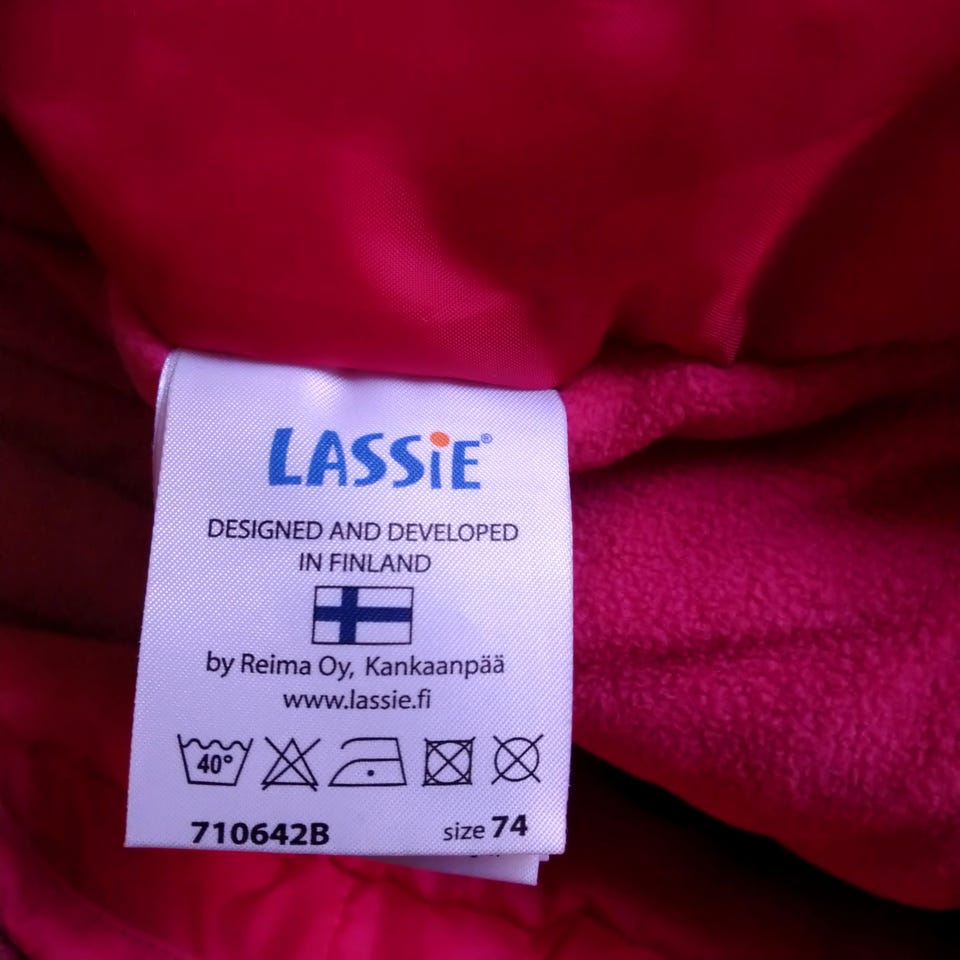 LASSiE®
DESIGNED AND DEVELOPED
IN FINLAND
by Reima Oy, Kankaanpää
www.lassie.fi
40°
710642B size 74